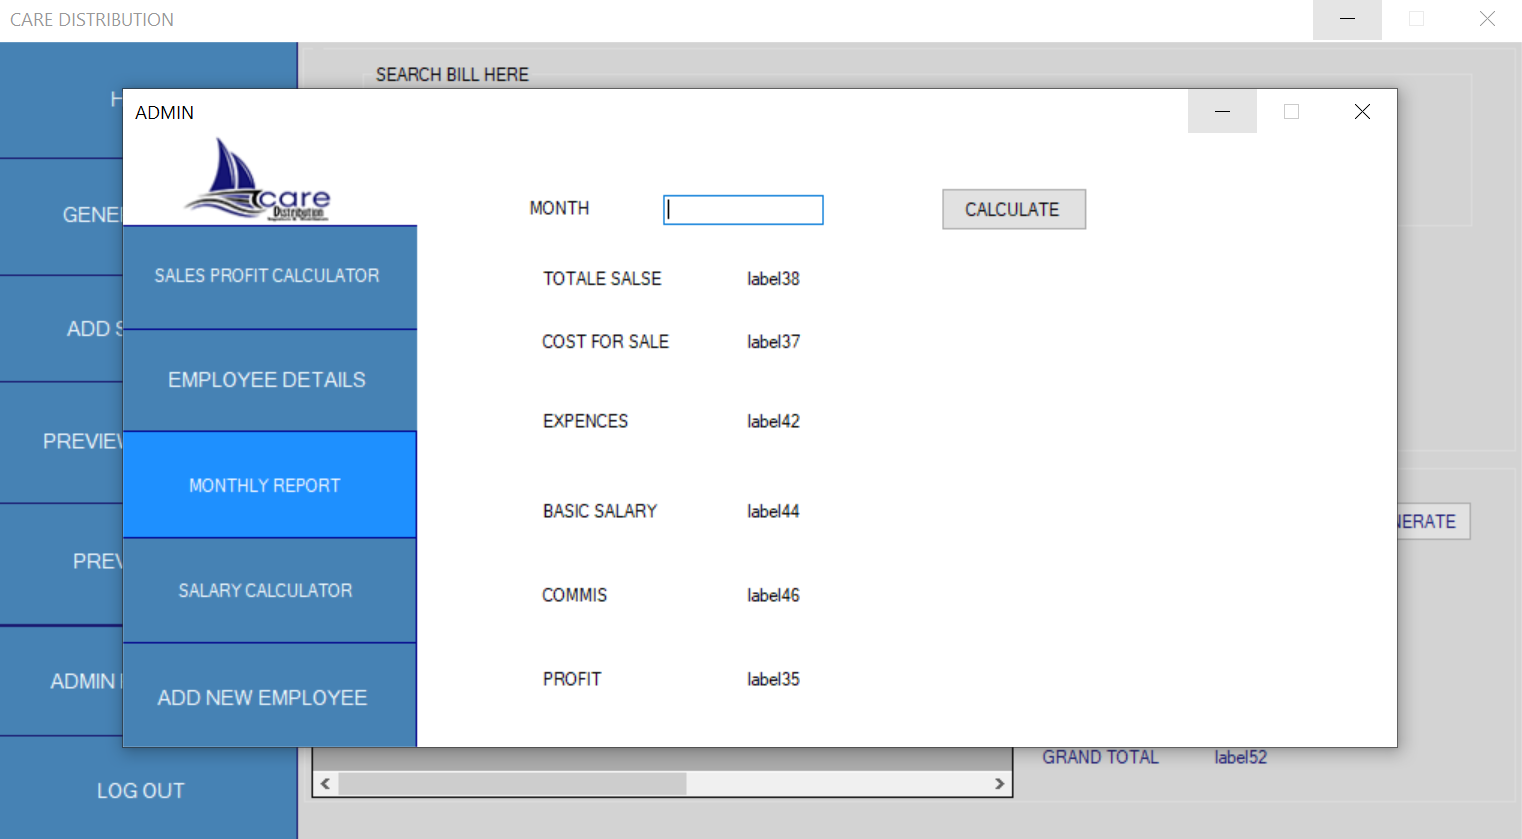 CARE DISTRIBUTION
SEARCH BILL HERE
ADMIN
care
Distribution
MONTH
CALCULATE
SALES PROFIT CALCULATOR
TOTALE SALSE label38
COST FOR SALE label37
EMPLOYEE DETAILS
EXPENCES label42
MONTHLY REPORT
BASIC SALARY label44
SALARY CALCULATOR
COMMIS label46
ADD NEW EMPLOYEE
PROFIT label35
H
GENE
ADD S
PREVIEW
PREV
ADMIN
LOG OUT
NERATE
GRAND TOTAL label52